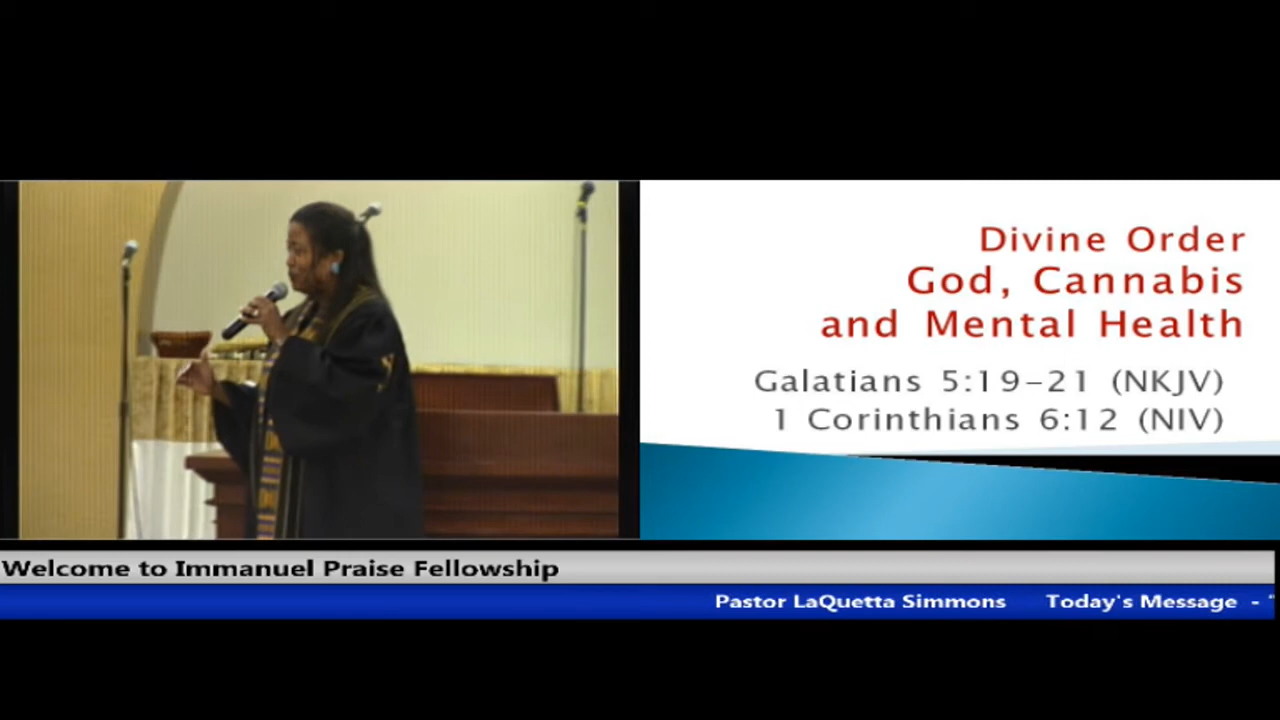 Divine Order
God, Cannabis
and Mental Health
Galatians 5:19-21 (NKJV)
1 Corinthians 6:12 (NIV)
Welcome to Immanuel Praise Fellowship
Pastor LaQuetta Simmons Today's Message - "